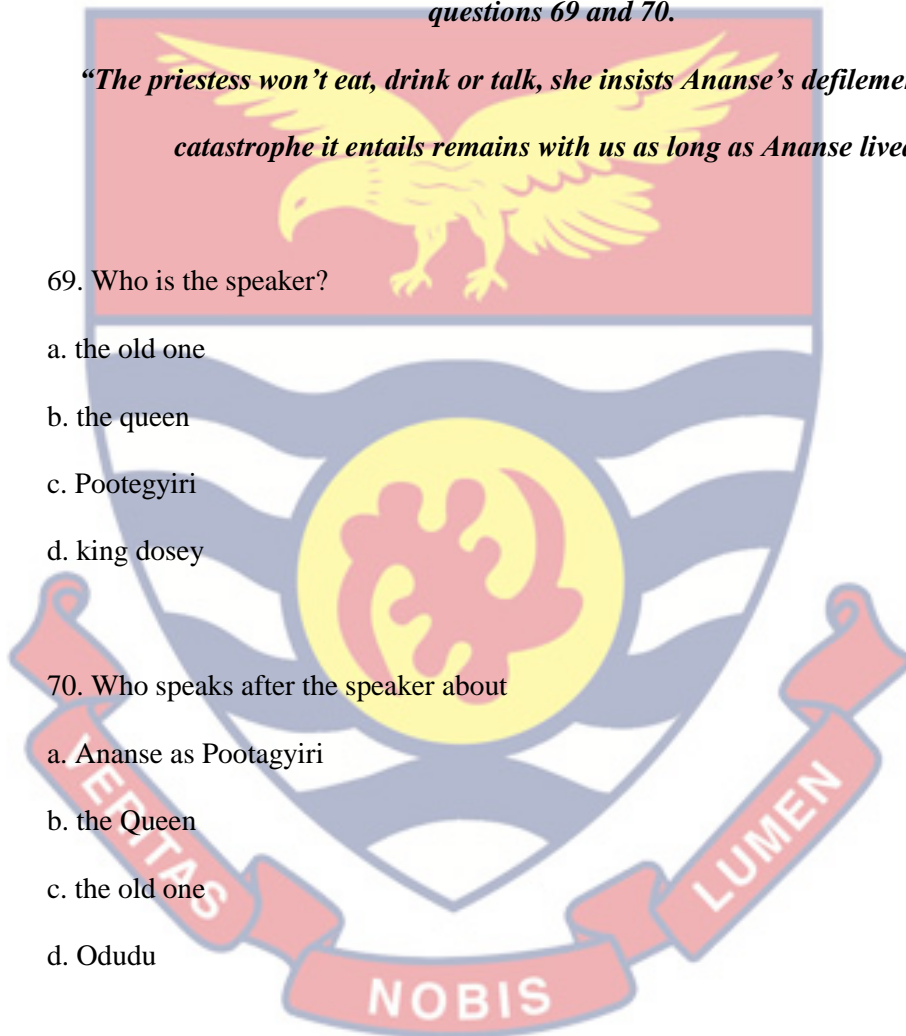 questions 69 and 70.
“The priestess won’t eat, drink or talk, she insists Ananse’s
catastrophe it entails remains with us as long as Ananse
69. Who is the speaker?
a. the old one
b. the queen
c. Pootegyiri
d. king dosey
70. Who speaks after the speaker about
a. Ananse as Pootagyiri
b. the Queen
c. the old one
d. Odudu
VERITAS
NOBIS
LUMEN